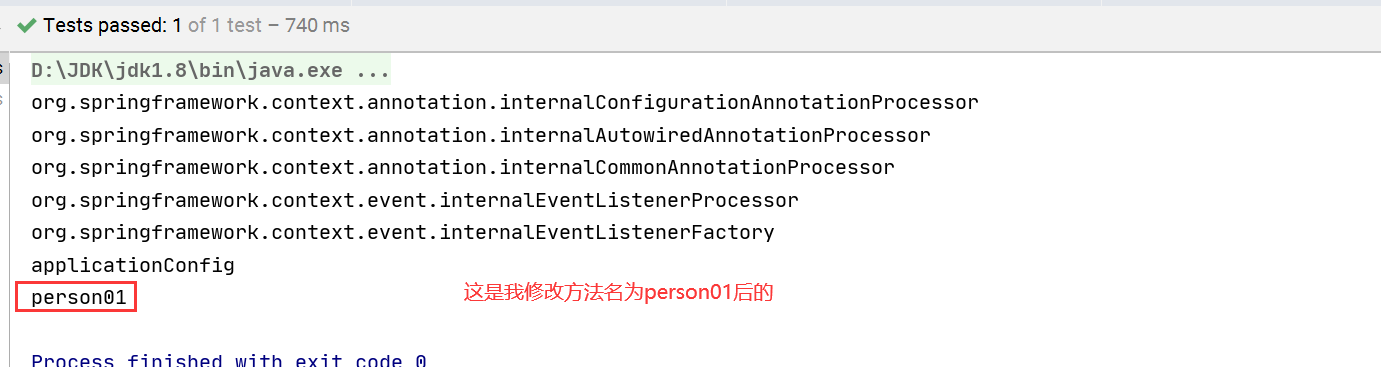 Tests passed: 1 of 1 test – 740 ms
D:\JDK\jdk1.8\bin\java.exe ...
org.springframework.context.annotation.internalConfigurationAnnotationProcessor
org.springframework.context.annotation.internalAutowiredAnnotationProcessor
org.springframework.context.annotation.internalCommonAnnotationProcessor
org.springframework.context.event.internalEventListenerProcessor
org.springframework.context.event.internalEventListenerFactory
applicationConfig
person01 这是我修改方法名为person01后的
Process finished with exit code 0